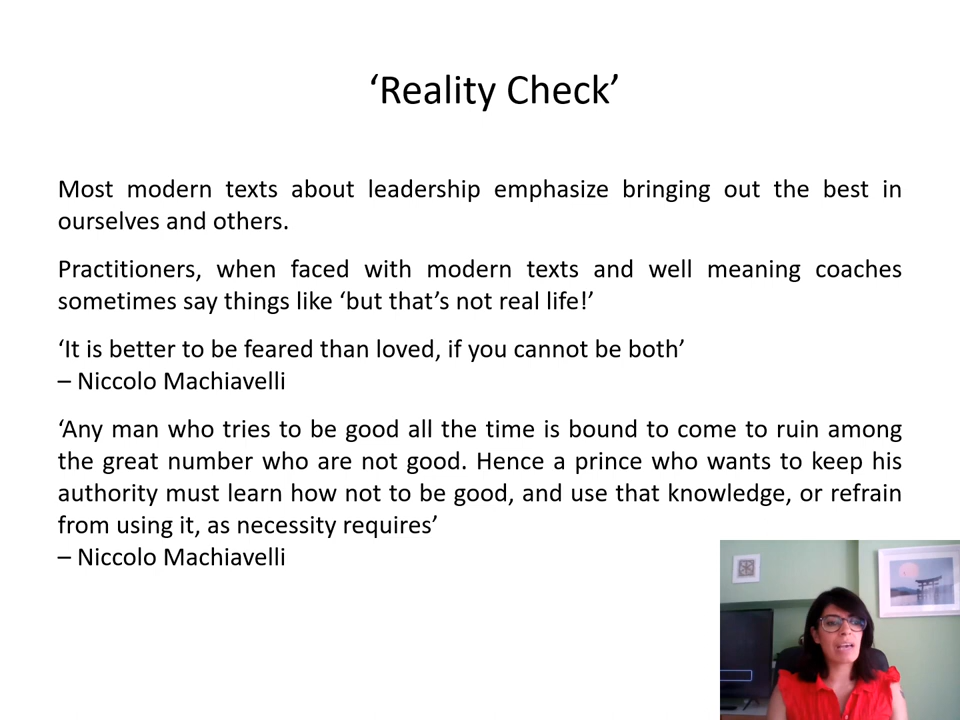 ‘Reality Check’
Most modern texts about leadership emphasize bringing out the best in
ourselves and others.
Practitioners, when faced with modern texts and well meaning coaches
sometimes say things like ‘but that’s not real life!’
‘It is better to be feared than loved, if you cannot be both’
– Niccolo Machiavelli
‘Any man who tries to be good all the time is bound to come to ruin among
the great number who are not good. Hence a prince who wants to keep his
authority must learn how not to be good, and use that knowledge, or refrain
from using it, as necessity requires’
– Niccolo Machiavelli